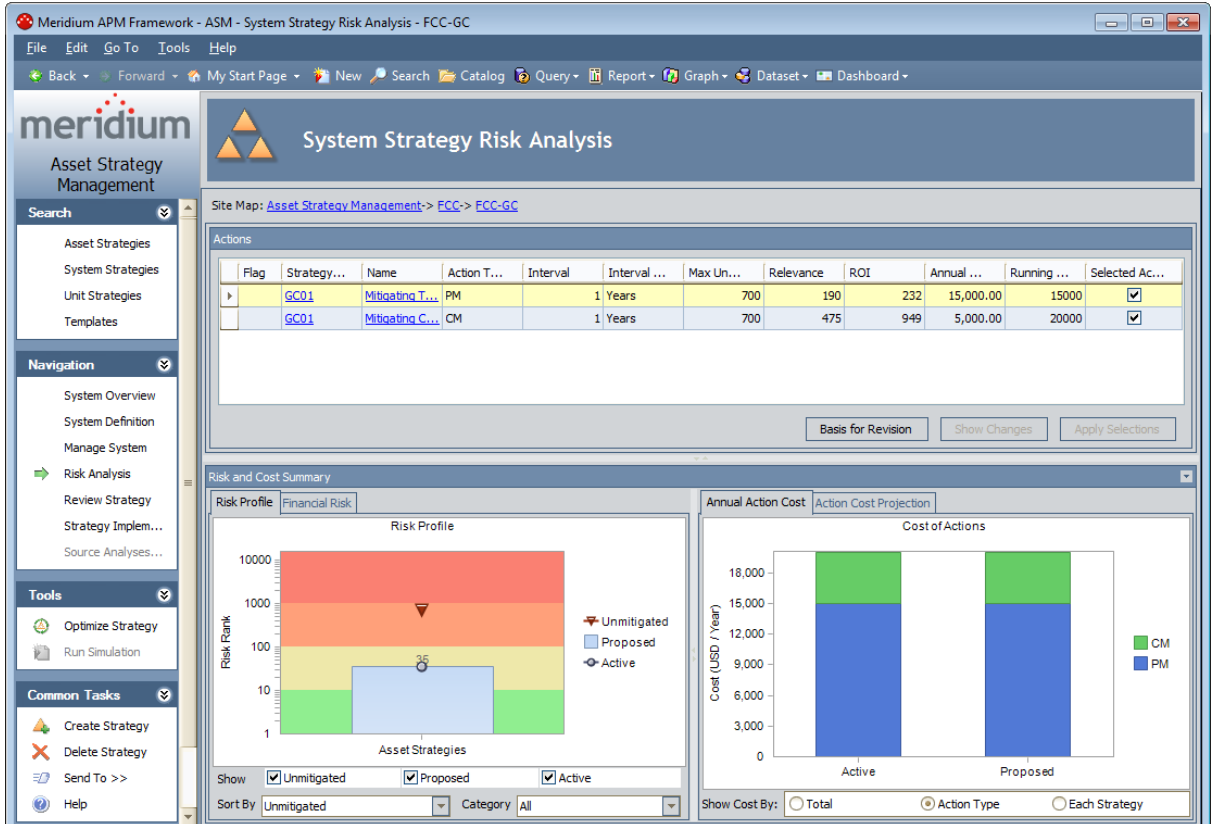 Meridium APM Framework - ASM - System Strategy Risk Analysis - FCC-GC
File Edit Go To Tools Help
Back Forward My Start Page New Search Catalog Query Report Graph Dataset Dashboard
meridium
Asset Strategy
Management
System Strategy Risk Analysis
Search
Asset Strategies
System Strategies
Unit Strategies
Templates
Navigation
System Overview
System Definition
Manage System
Risk Analysis
Review Strategy
Strategy Implem...
Source Analyses...
Tools
Optimize Strategy
Run Simulation
Common Tasks
Create Strategy
Delete Strategy
Send To >>
Help
Site Map: Asset Strategy Management-> FCC-> FCC-GC
Actions
Flag Strategy... Name Action T... Interval Interval ... Max Un... Relevance ROI Annual ... Running ... Selected Ac...
GC01 Mitigating T... PM 1 Years 700 190 232 15,000.00 15000
GC01 Mitigating C... CM 1 Years 700 475 949 5,000.00 20000
Basis for Revision Show Changes Apply Selections
Risk and Cost Summary
Risk Profile Financial Risk
Risk Profile
10000
1000
100
10
1
Risk Rank
35
Asset Strategies
Unmitigated
Proposed
Active
Show Unmitigated Proposed Active
Sort By Unmitigated Category All
Annual Action Cost Action Cost Projection
Cost of Actions
18,000
15,000
12,000
9,000
6,000
3,000
0
Cost (USD / Year)
Active Proposed
CM
PM
Show Cost By: Total Action Type Each Strategy